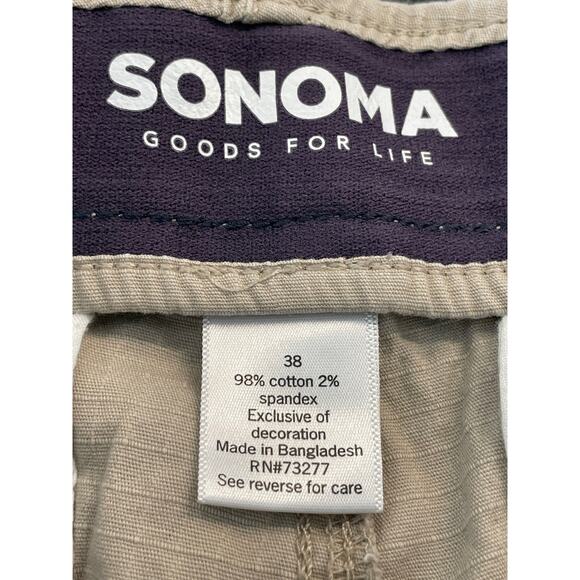 SONOMA
GOODS FOR LIFE
38
98% cotton 2%
spandex
Exclusive of
decoration
Made in Bangladesh
RN#73277
See reverse for care